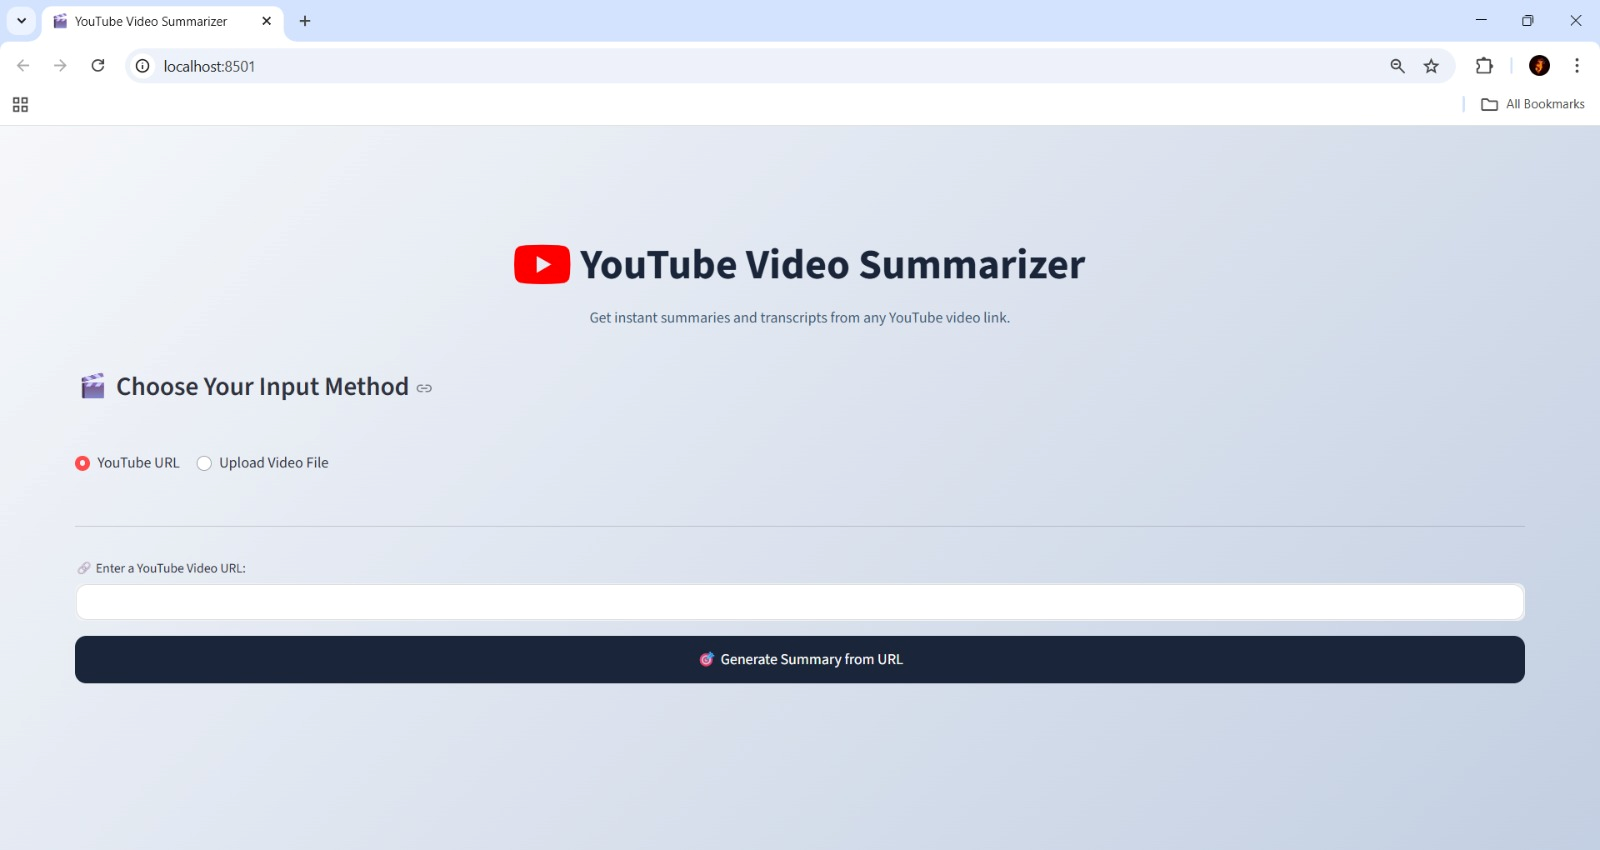 YouTube Video Summarizer
localhost:8501
All Bookmarks
YouTube Video Summarizer
Get instant summaries and transcripts from any YouTube video link.
Choose Your Input Method
YouTube URL Upload Video File
Enter a YouTube Video URL:
Generate Summary from URL